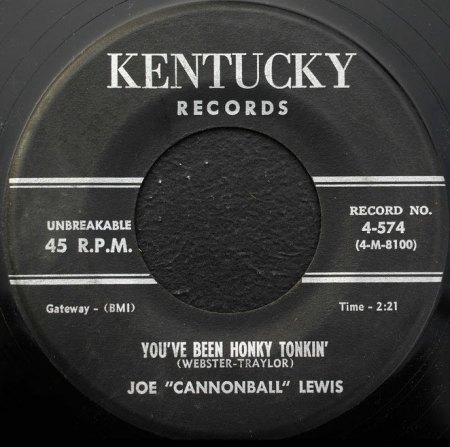 KENTUCKY
RECORDS
UNBREAKABLE
45 R.P.M.
RECORD NO.
4-574
(4-M-8100)
Gateway - (BMI)
Time - 2:21
YOU'VE BEEN HONKY TONKIN'
(WEBSTER-TRAYLOR)
JOE "CANNONBALL" LEWIS